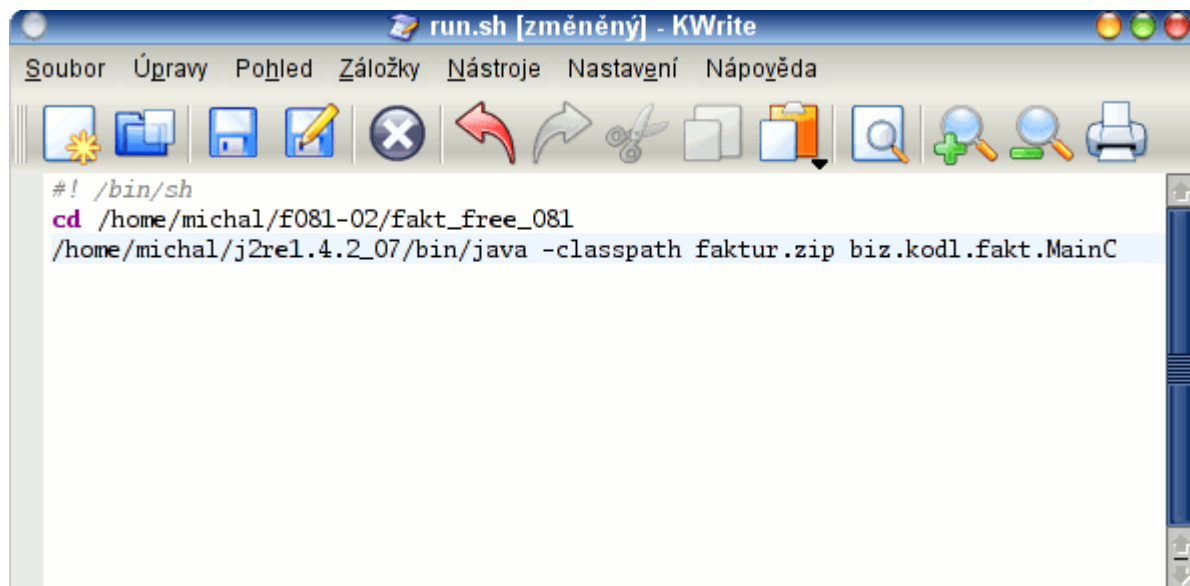 run.sh [změněný] - KWrite
Soubor Úpravy Pohled Záložky Nástroje Nastavení Nápověda
#! /bin/sh
cd /home/michal/f081-02/fakt_free_081
/home/michal/j2re1.4.2_07/bin/java -classpath faktur.zip biz.kodl.fakt.MainC